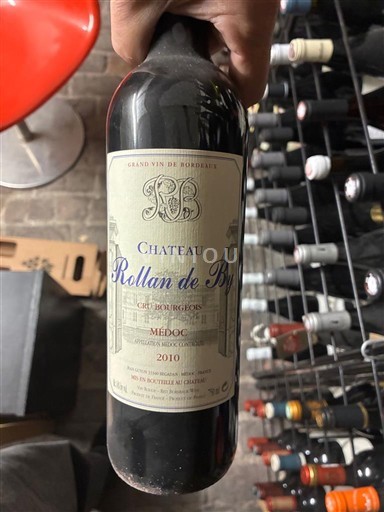 GRAND VIN DE BORDEAUX
RB
CHATEAU
Rollan de By
CRU BOURGEOIS
MÉDOC
APPELLATION MÉDOC CONTRÔLÉE
2010
MIS EN BOUTEILLE AU CHATEAU